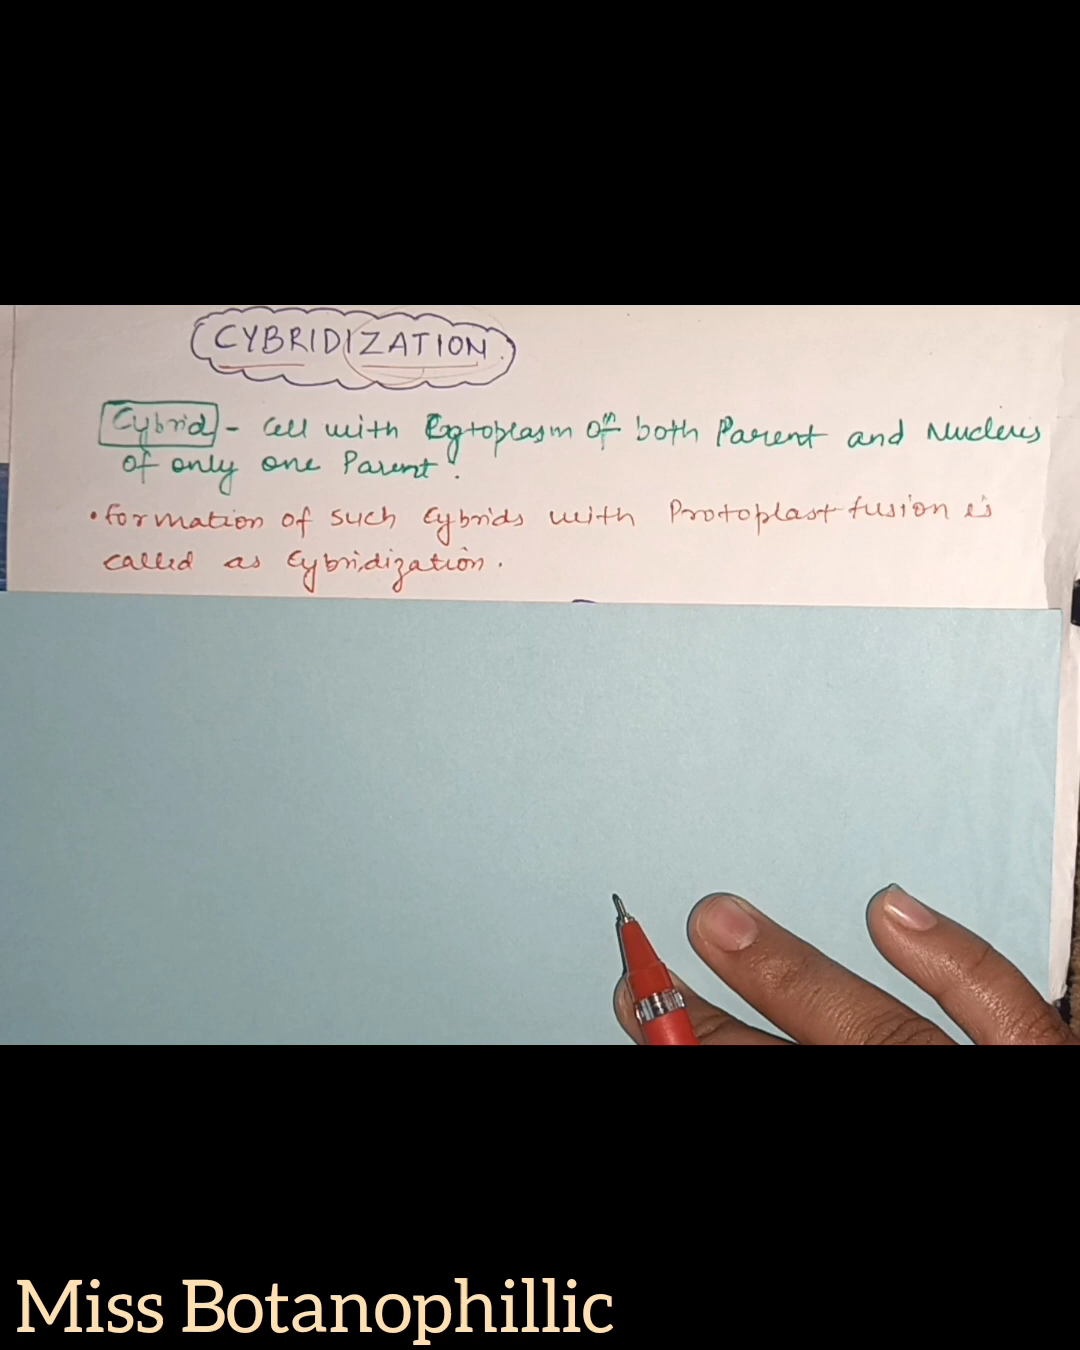 CYBRIDIZATION.
Cybrid - Cell with Cytoplasm of both Parent and Nucleus
of only one Parent.
• formation of such Cybrids with Protoplast fusion is
called as Cybridization.
Miss Botanophillic